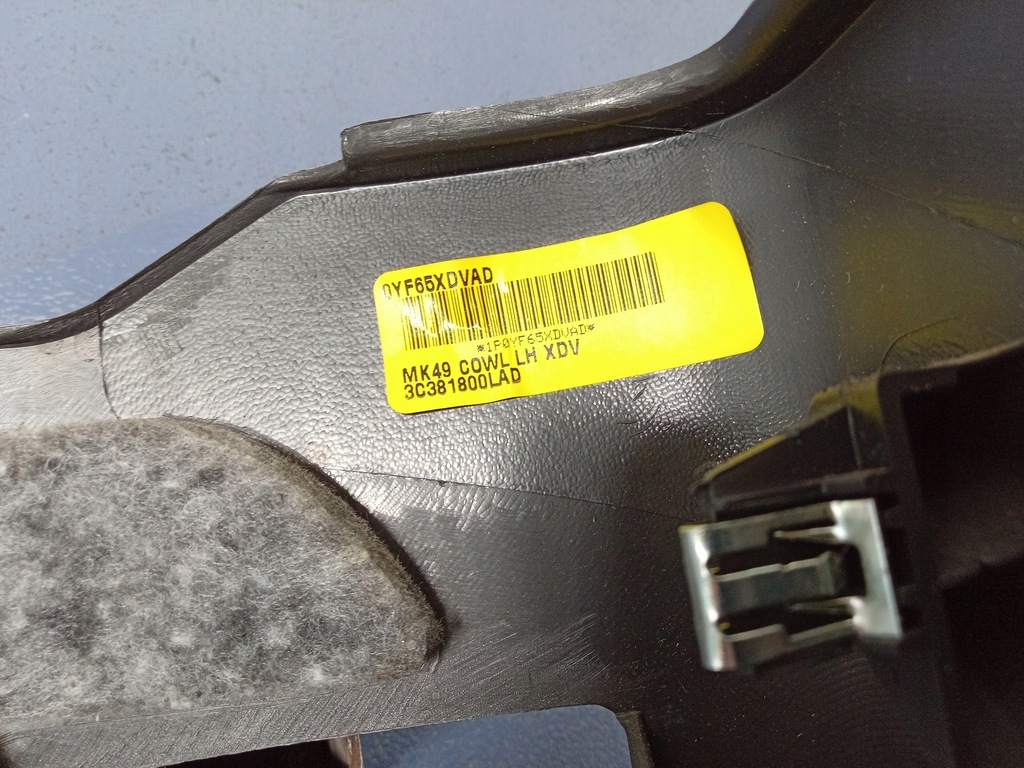 0YF65XDVAD
*1P0YF65XDVAD*
MK49 COWL LH XDV
3C381800LAD